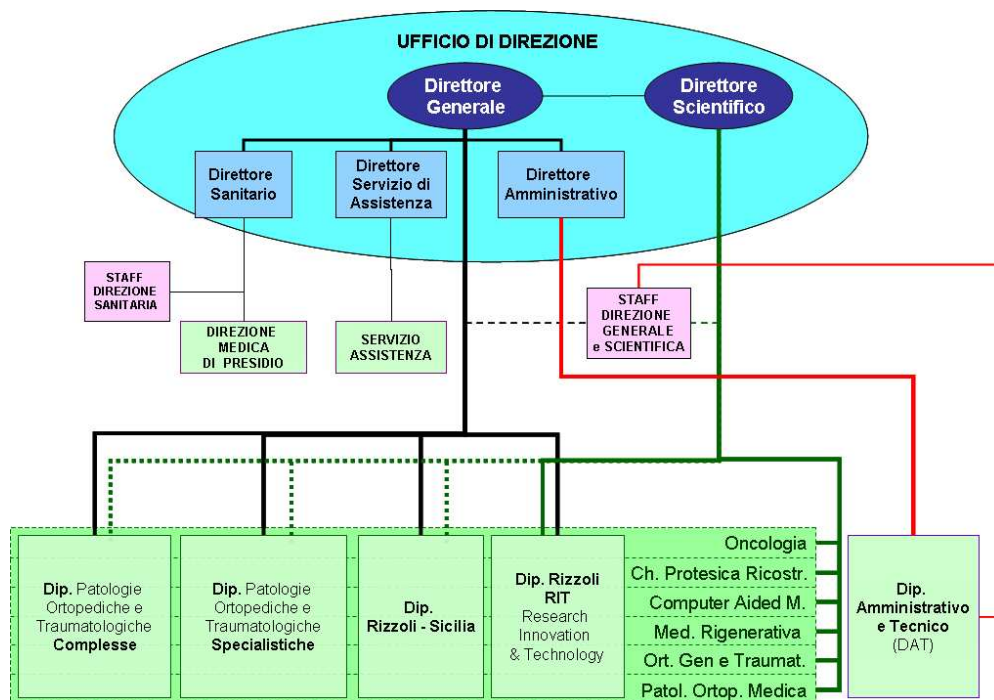 UFFICIO DI DIREZIONE
Direttore
Generale
Direttore
Scientifico
Direttore
Sanitario
Direttore
Servizio di
Assistenza
Direttore
Amministrativo
STAFF
DIREZIONE
SANITARIA
STAFF
DIREZIONE
GENERALE
e SCIENTIFICA
DIREZIONE
MEDICA
DI PRESIDIO
SERVIZIO
ASSISTENZA
Dip. Patologie
Ortopediche e
Traumatologiche
Complesse
Dip. Patologie
Ortopediche e
Traumatologiche
Specialistiche
Dip.
Rizzoli - Sicilia
Dip. Rizzoli
RIT
Research
Innovation
& Technology
Oncologia
Ch. Protesica Ricostr.
Computer Aided M.
Med. Rigenerativa
Ort. Gen e Traumat.
Patol. Ortop. Medica
Dip.
Amministrativo
e Tecnico
(DAT)